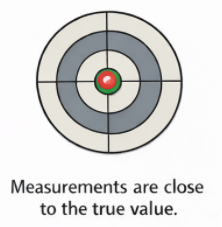 Measurements are close
to the true value.